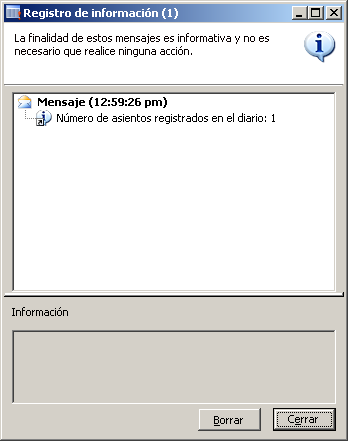 Registro de información (1)
La finalidad de estos mensajes es informativa y no es
necesario que realice ninguna acción.
Mensaje (12:59:26 pm)
Número de asientos registrados en el diario: 1
Información
Borrar
Cerrar